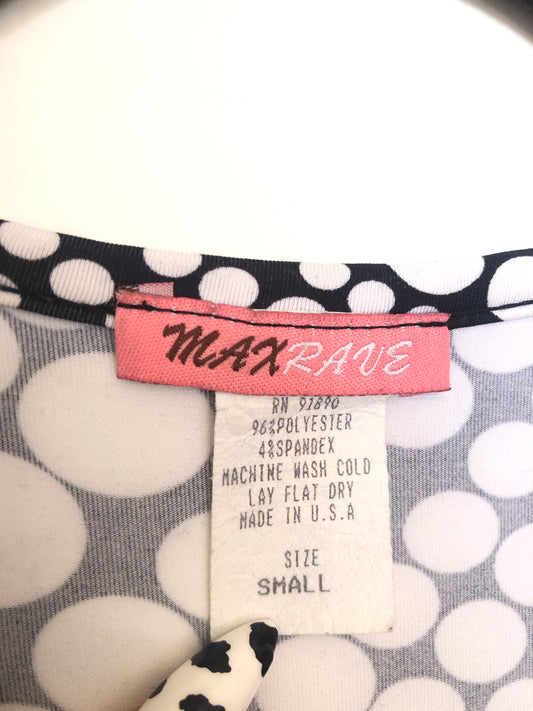 MAXRAVE
RN 91890
96%POLYESTER
4%SPANDEX
MACHINE WASH COLD
LAY FLAT DRY
MADE IN U.S.A
SIZE
SMALL